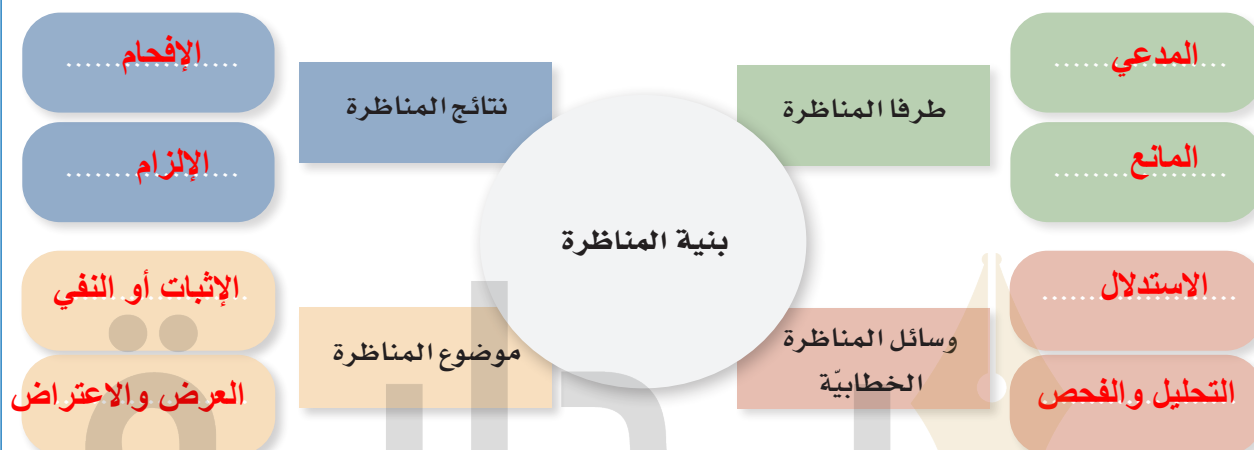 المدعي
الإفحام
طرفا المناظرة
نتائج المناظرة
المانع
الإلزام
بنية المناظرة
الاستدلال
الإثبات أو النفي
وسائل المناظرة
الخطابيّة
موضوع المناظرة
التحليل والفحص
العرض والاعتراض